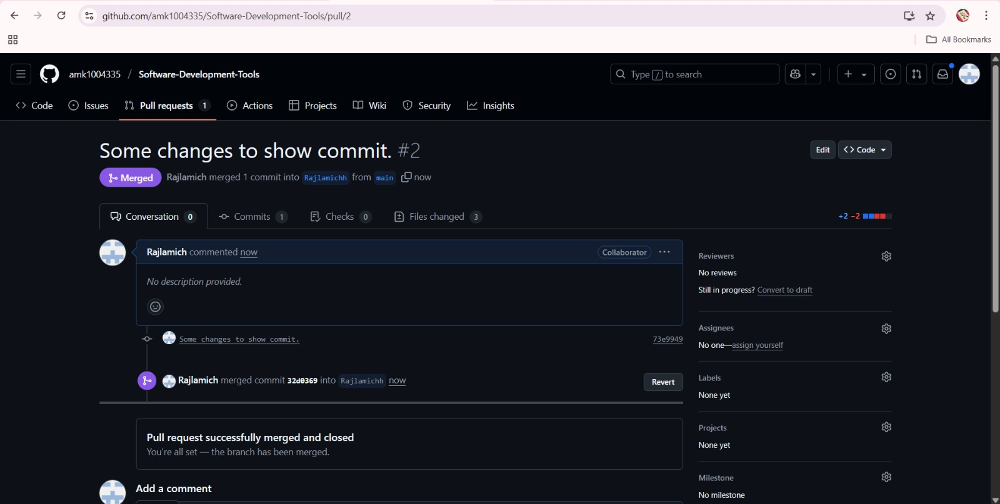 github.com/amk1004335/Software-Development-Tools/pull/2
All Bookmarks
amk1004335 / Software-Development-Tools
Type / to search
Code
Issues
Pull requests 1
Actions
Projects
Wiki
Security
Insights
Some changes to show commit. #2
Edit
<> Code
Merged
Rajlamich merged 1 commit into Rajlamichh from main now
Conversation 0
Commits 1
Checks 0
Files changed 3
+2 −2
Rajlamich commented now
Collaborator
No description provided.
Some changes to show commit.
73e9949
Rajlamich merged commit 32d0369 into Rajlamichh now
Revert
Pull request successfully merged and closed
You're all set — the branch has been merged.
Add a comment
Reviewers
No reviews
Still in progress? Convert to draft
Assignees
No one—assign yourself
Labels
None yet
Projects
None yet
Milestone
No milestone